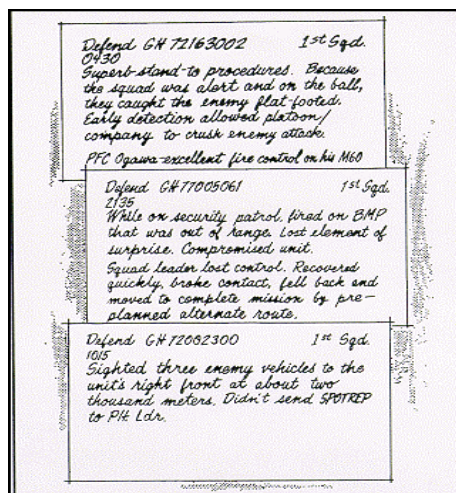 Defend GH 72163002 1st Sqd.
0430
Superb-stand-to procedures. Because
the squad was alert and on the ball,
they caught the enemy flat-footed.
Early detection allowed platoon/
company to crush enemy attack.
PFC Ogawa-excellent fire control on his M60
Defend GH77005061 1st Sqd.
2135
While on security patrol, fired on BMP
that was out of range. Lost element of
surprise. Compromised unit.
Squad leader lost control. Recovered
quickly, broke contact, fell back and
moved to complete mission by pre-
planned alternate route.
Defend GH72002300 1st Sqd.
1015
Sighted three enemy vehicles to the
unit's right front at about two
thousand meters. Didn't send SPOTREP
to Plt Ldr.